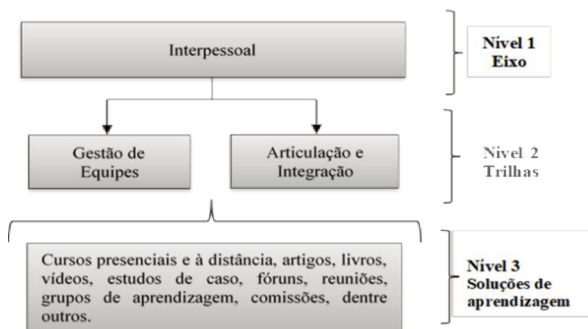 Interpessoal
Nível 1
Eixo
Gestão de
Equipes
Articulação e
Integração
Nível 2
Trilhas
Cursos presenciais e à distância, artigos, livros,
vídeos, estudos de caso, fóruns, reuniões,
grupos de aprendizagem, comissões, dentre
outros.
Nível 3
Soluções de
aprendizagem